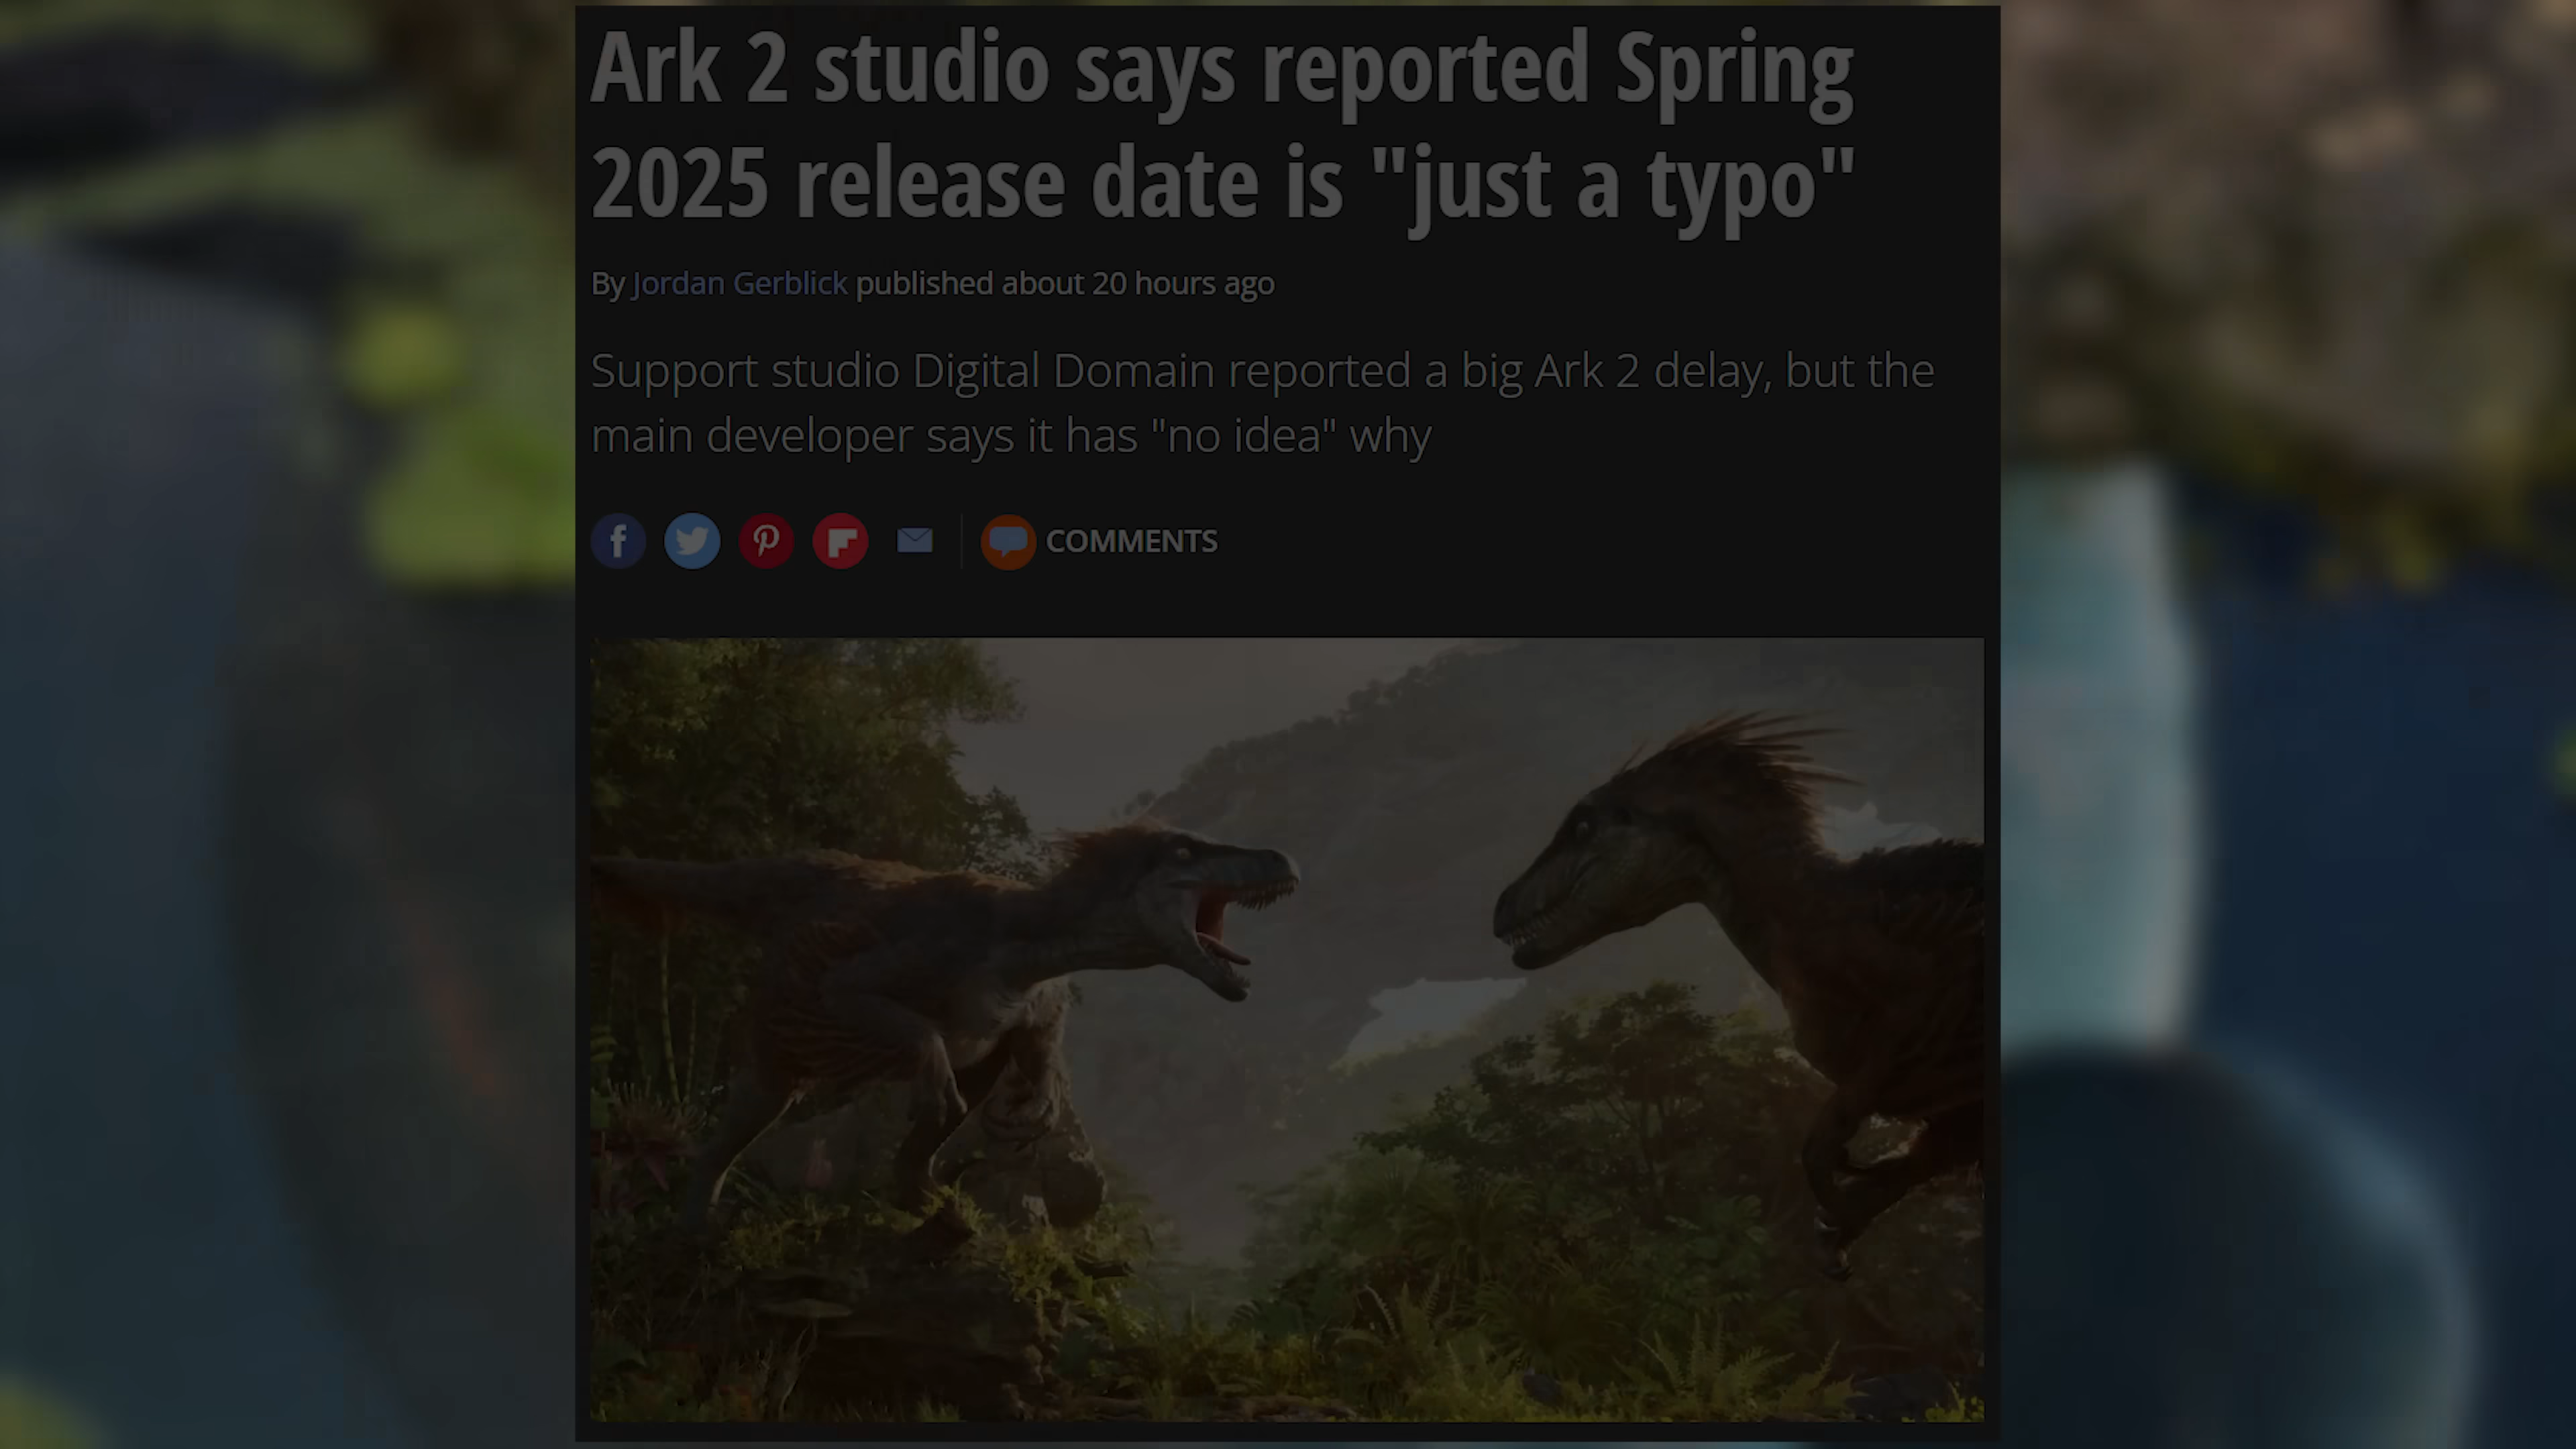 Ark 2 studio says reported Spring
2025 release date is "just a typo"
By Jordan Gerblick published about 20 hours ago
Support studio Digital Domain reported a big Ark 2 delay, but the
main developer says it has "no idea" why
COMMENTS